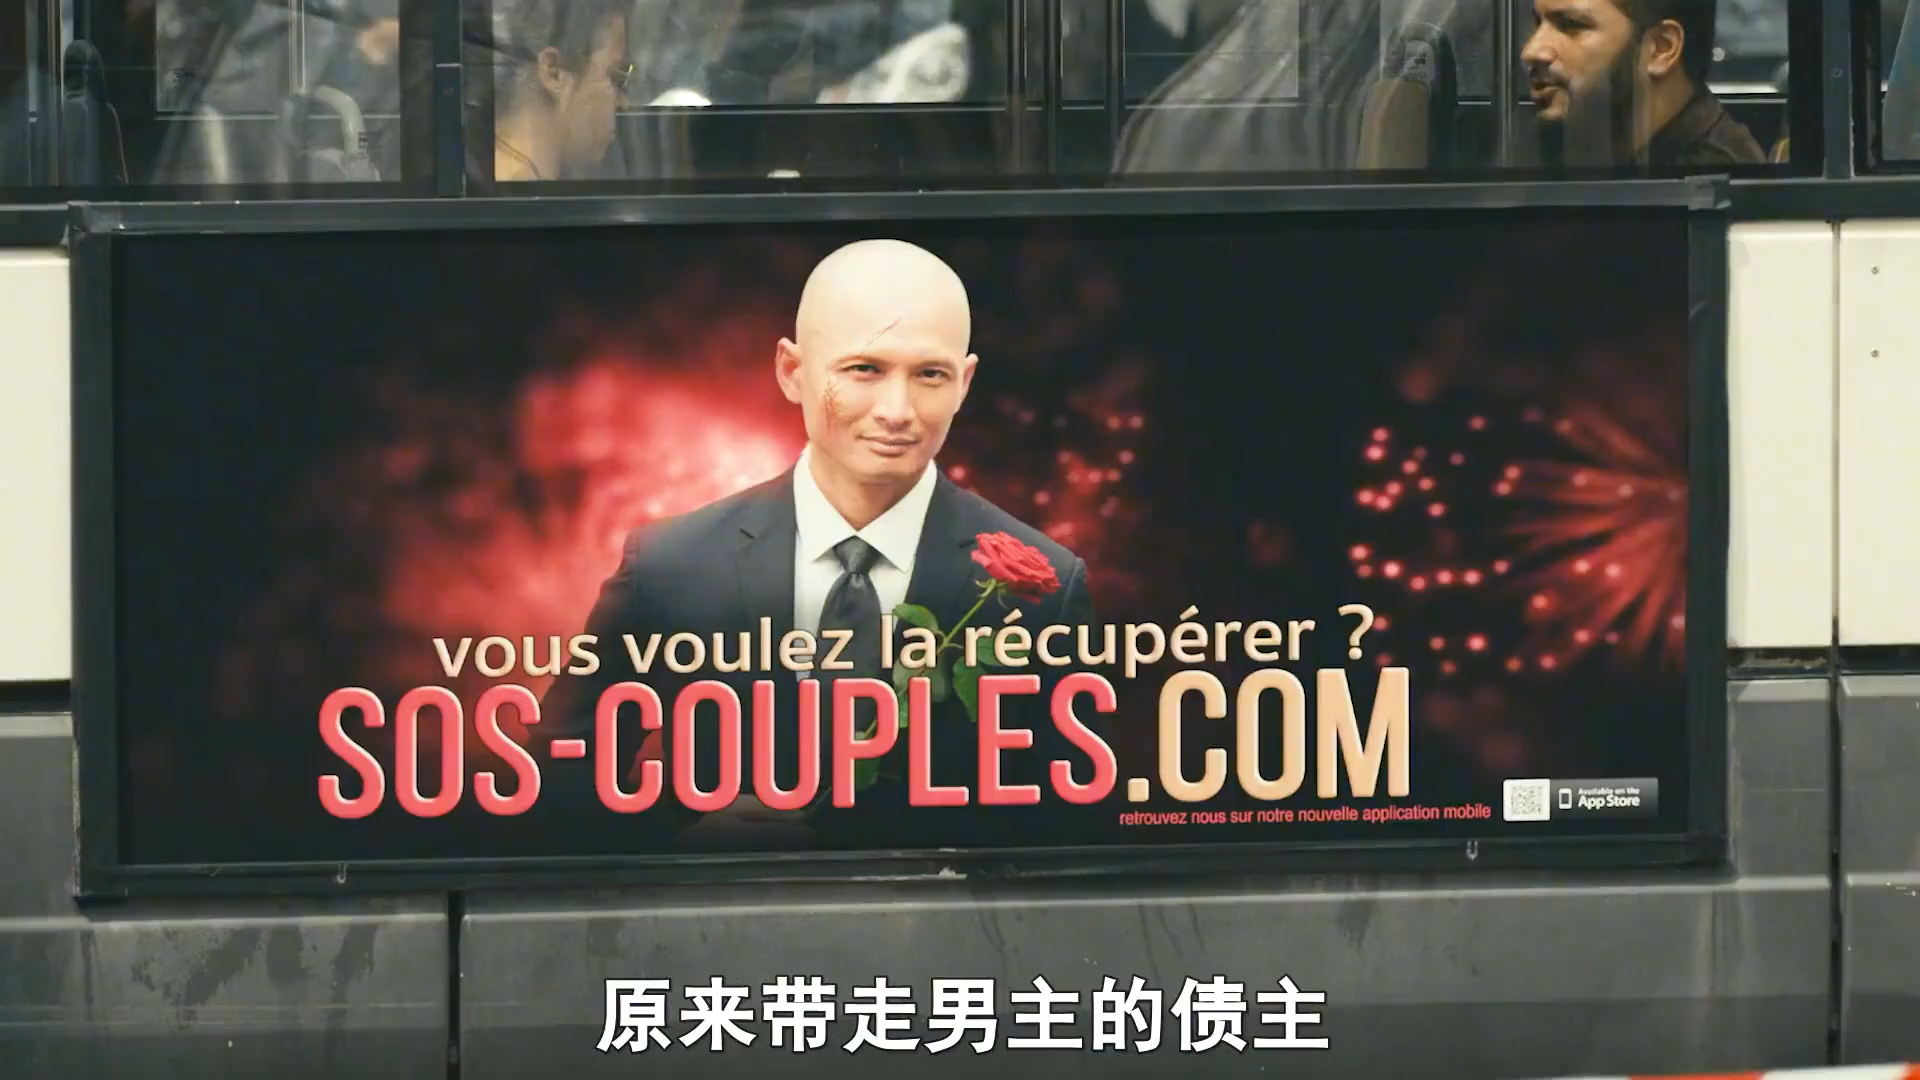 vous voulez la récupérer ?
SOS-COUPLES.COM
retrouvez nous sur notre nouvelle application mobile
Available on the
App Store
原来带走男主的债主